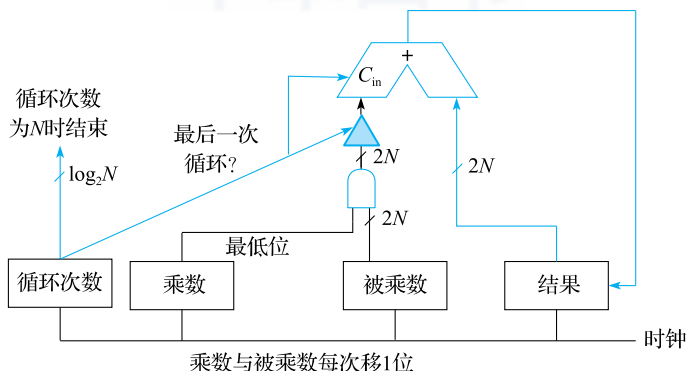 +
C_in
循环次数
为N时结束
最后一次
循环?
log₂N
2N
2N
2N
最低位
循环次数
乘数
被乘数
结果
时钟
乘数与被乘数每次移1位